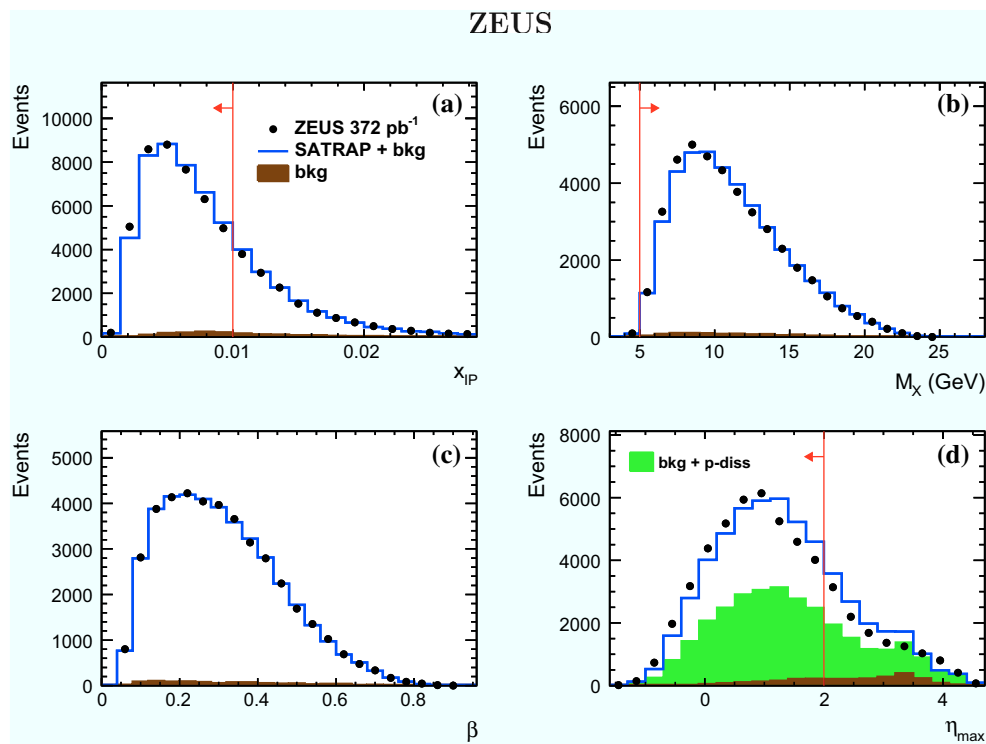 ZEUS
Events
10000
8000
6000
4000
2000
0
(a)
ZEUS 372 pb⁻¹
SATRAP + bkg
bkg
0
0.01
0.02
x_IP
Events
6000
4000
2000
0
(b)
5
10
15
20
25
M_X (GeV)
Events
5000
4000
3000
2000
1000
0
(c)
0
0.2
0.4
0.6
0.8
β
Events
8000
6000
4000
2000
0
(d)
bkg + p-diss
0
2
4
η_max